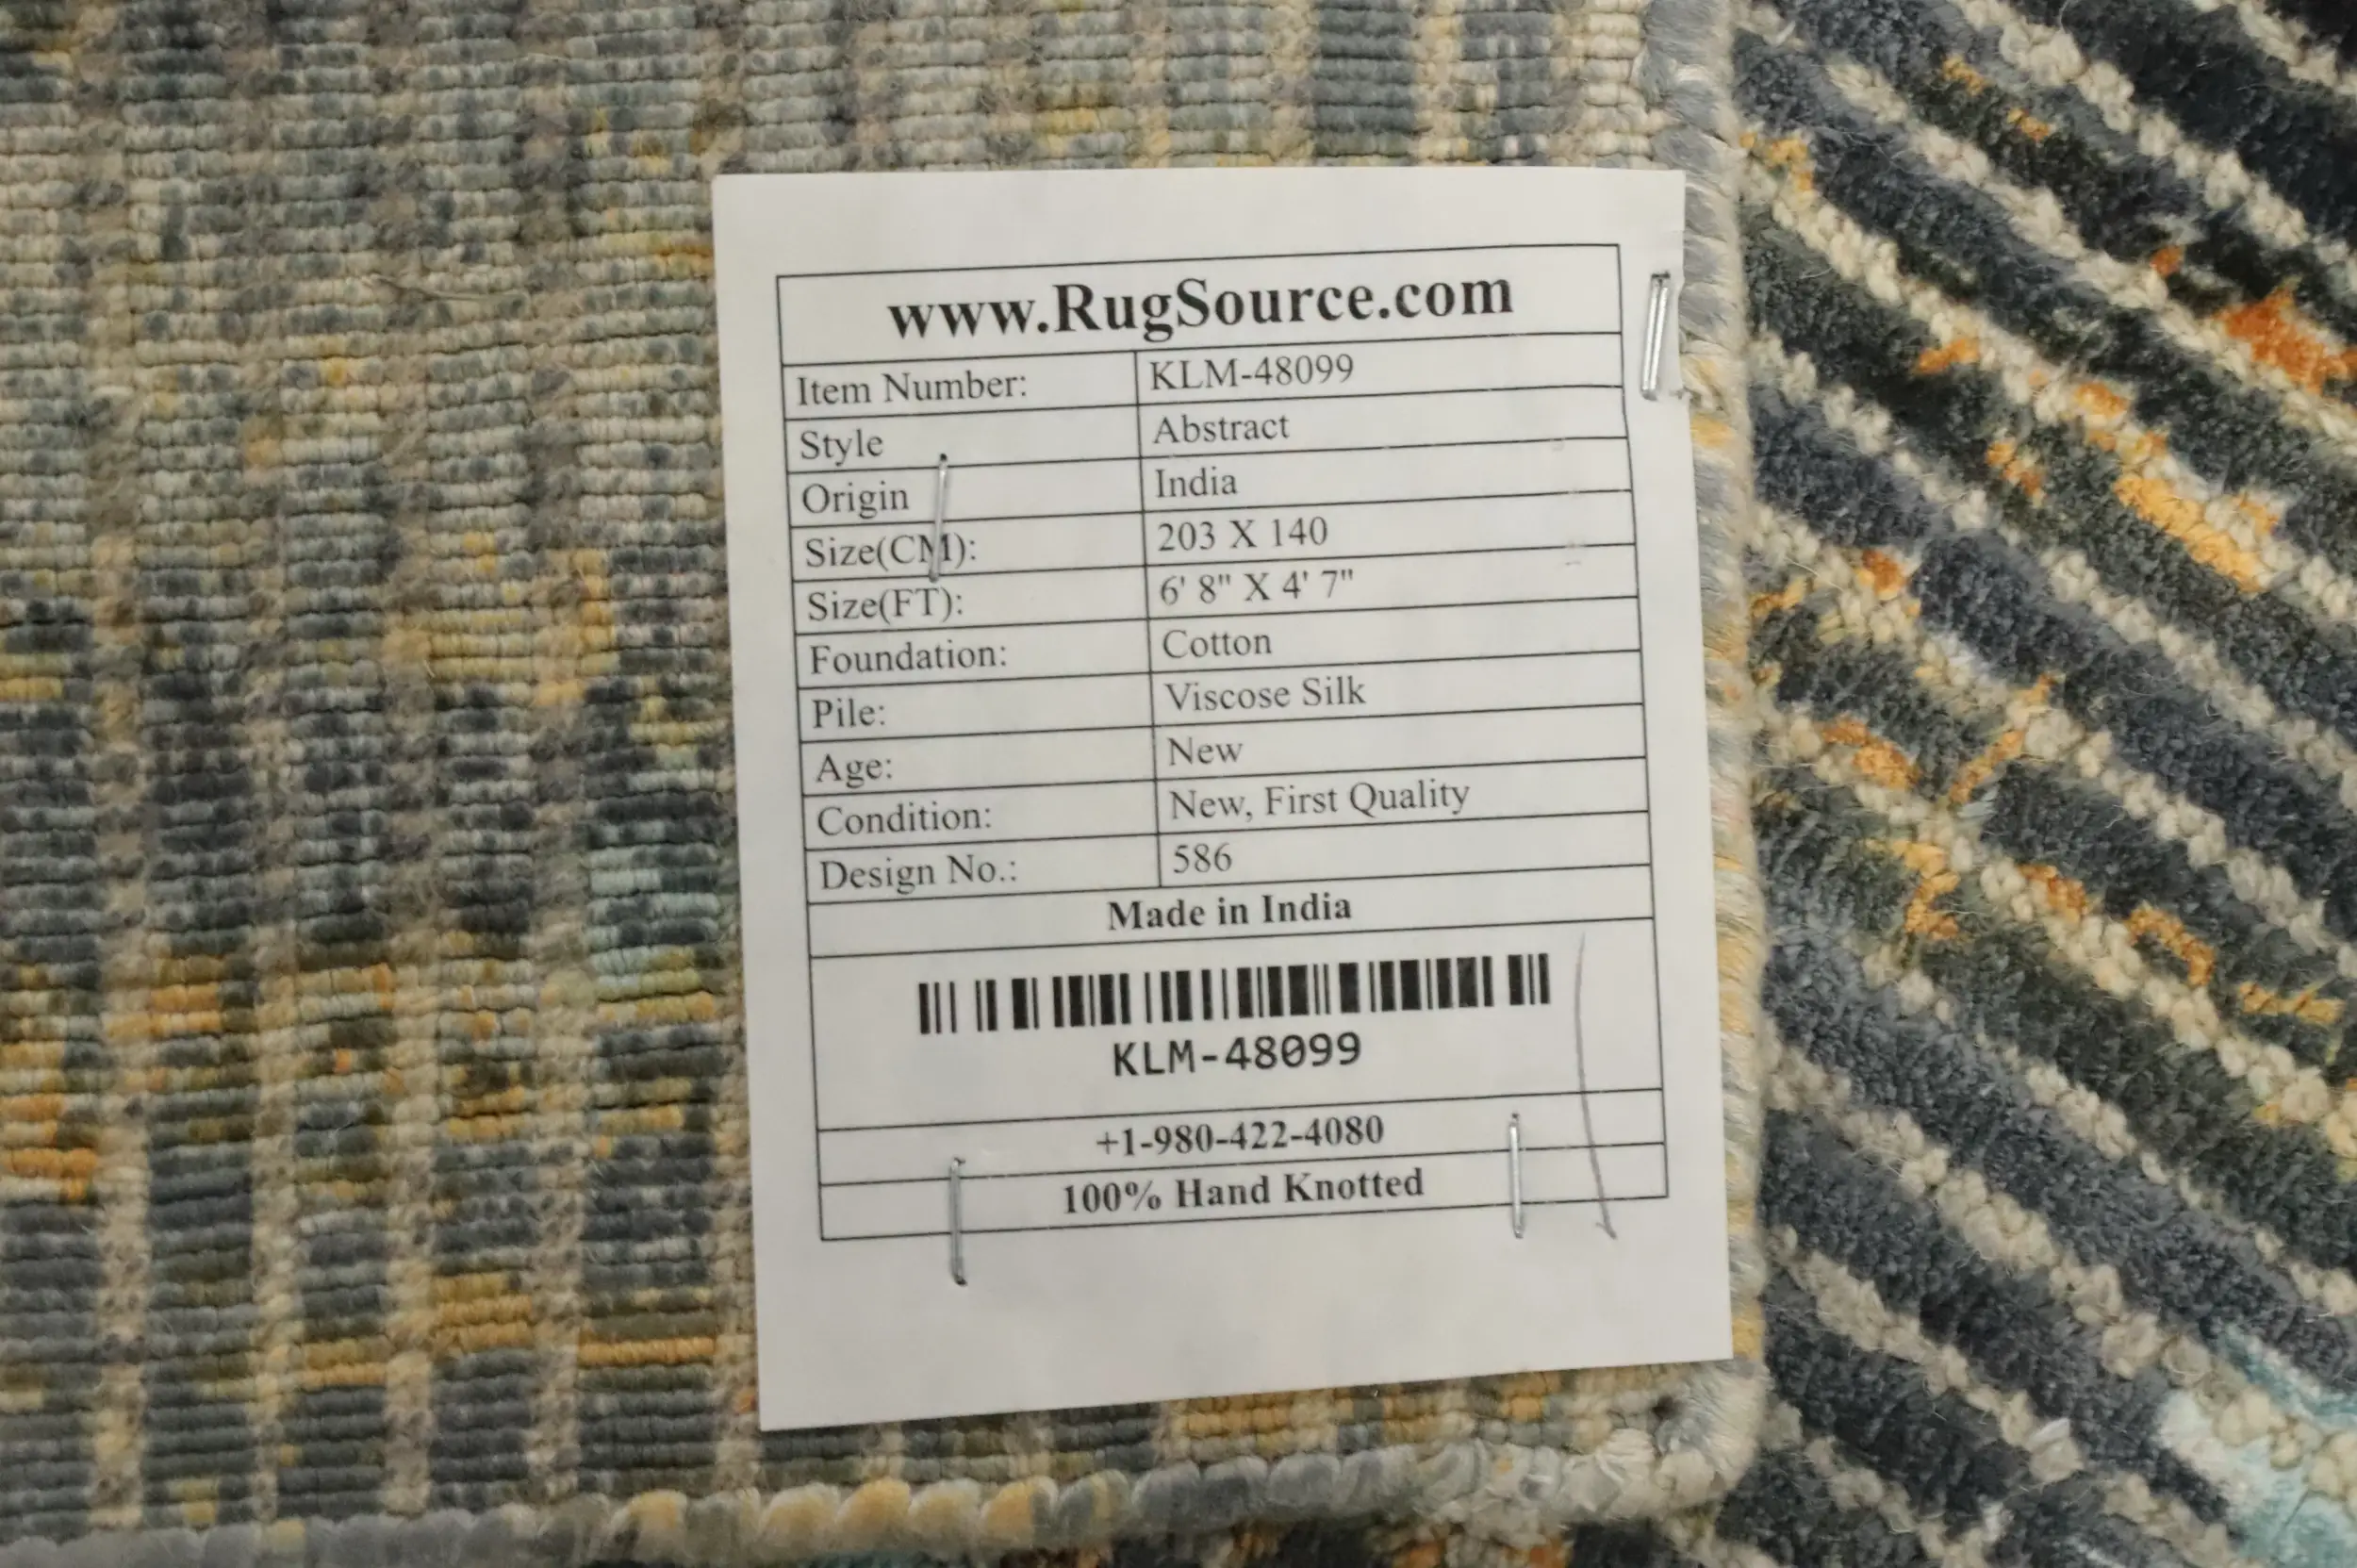 www.RugSource.com
Item Number: KLM-48099
Style Abstract
Origin India
Size(CM): 203 X 140
Size(FT): 6' 8" X 4' 7"
Foundation: Cotton
Pile: Viscose Silk
Age: New
Condition: New, First Quality
Design No.: 586
Made in India
KLM-48099
+1-980-422-4080
100% Hand Knotted